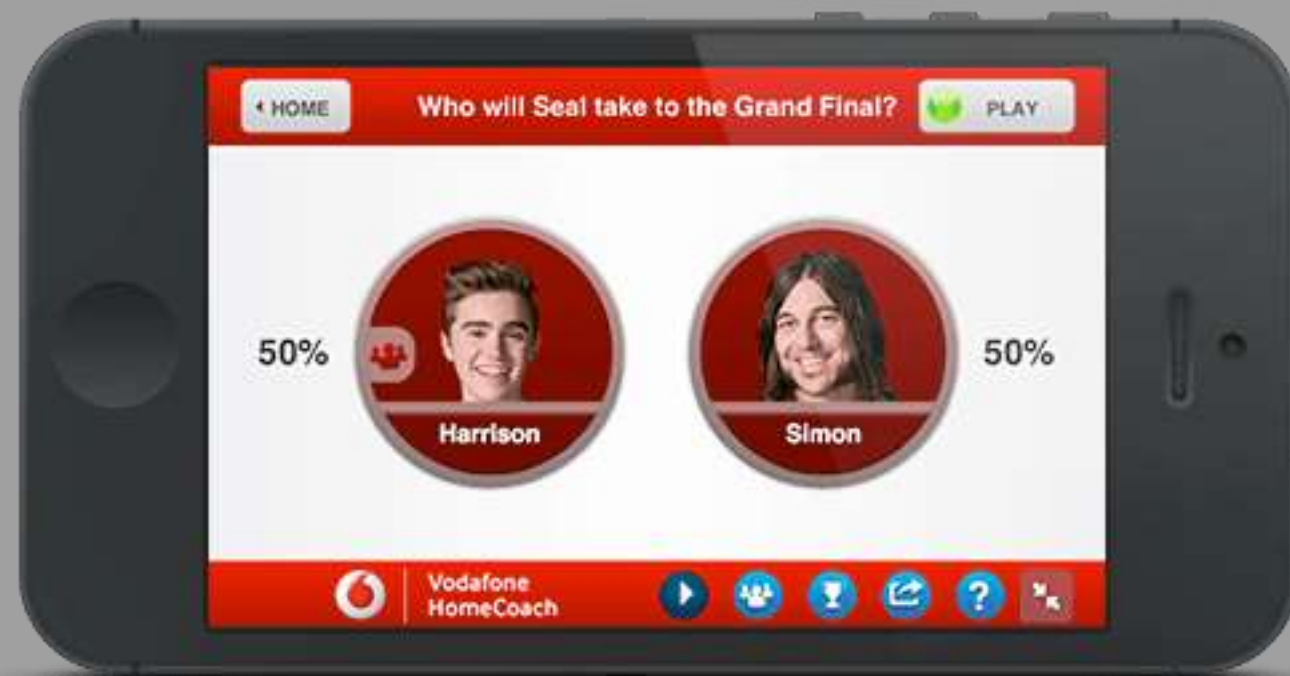 HOME
Who will Seal take to the Grand Final?
PLAY
50%
Harrison
Simon
50%
Vodafone
HomeCoach
?